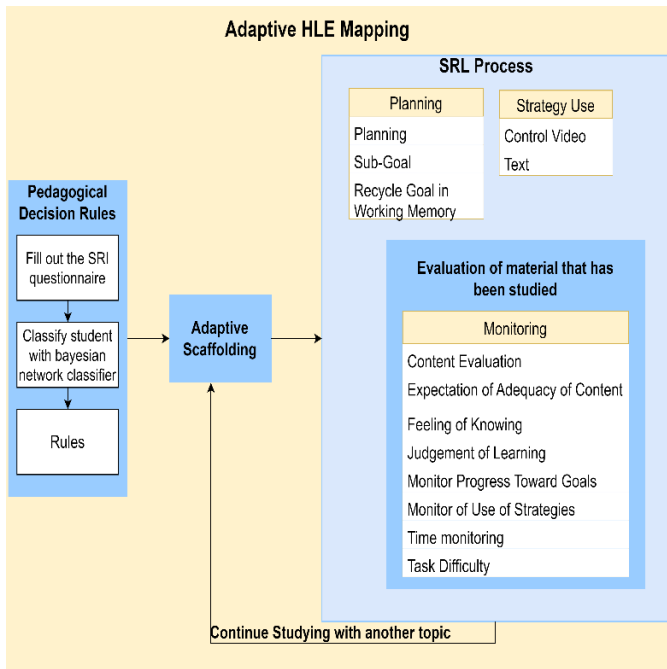 Adaptive HLE Mapping
Pedagogical
Decision Rules
Fill out the SRI
questionnaire
Classify student
with bayesian
network classifier
Rules
Adaptive
Scaffolding
SRL Process
Planning
Planning
Sub-Goal
Recycle Goal in
Working Memory
Strategy Use
Control Video
Text
Evaluation of material that has
been studied
Monitoring
Content Evaluation
Expectation of Adequacy of Content
Feeling of Knowing
Judgement of Learning
Monitor Progress Toward Goals
Monitor of Use of Strategies
Time monitoring
Task Difficulty
Continue Studying with another topic